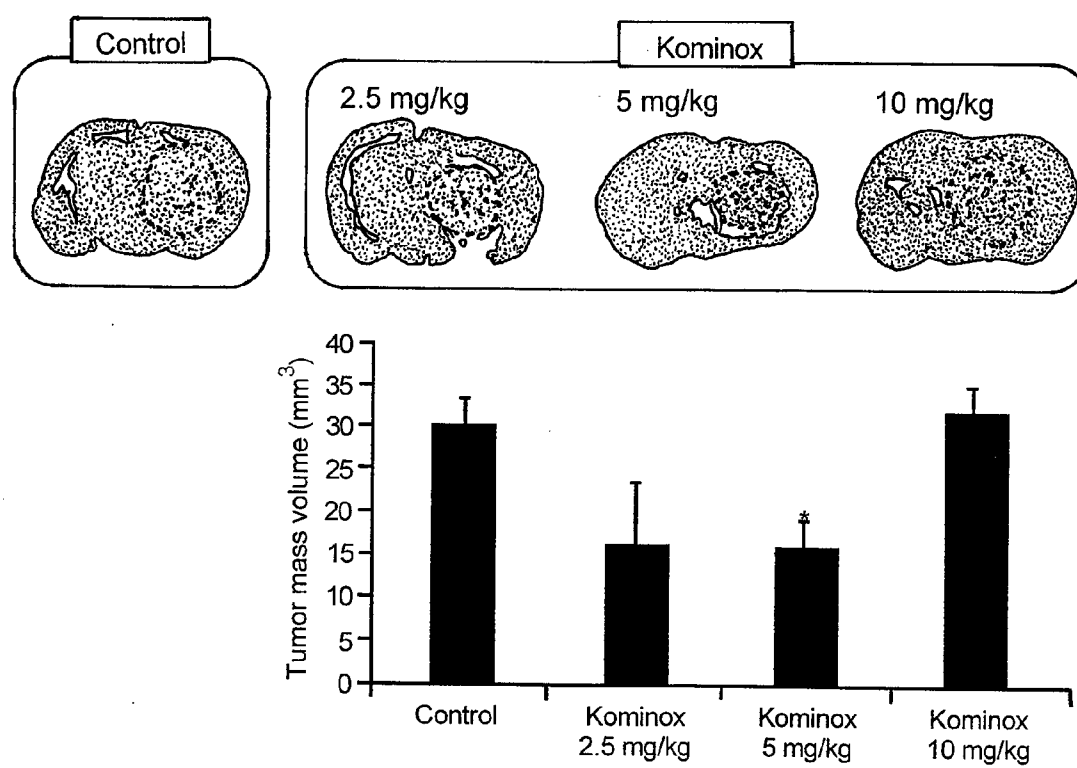 Control
Kominox
2.5 mg/kg
5 mg/kg
10 mg/kg
Tumor mass volume (mm³)
40
35
30
25
20
15
10
5
0
*
Control
Kominox
2.5 mg/kg
Kominox
5 mg/kg
Kominox
10 mg/kg